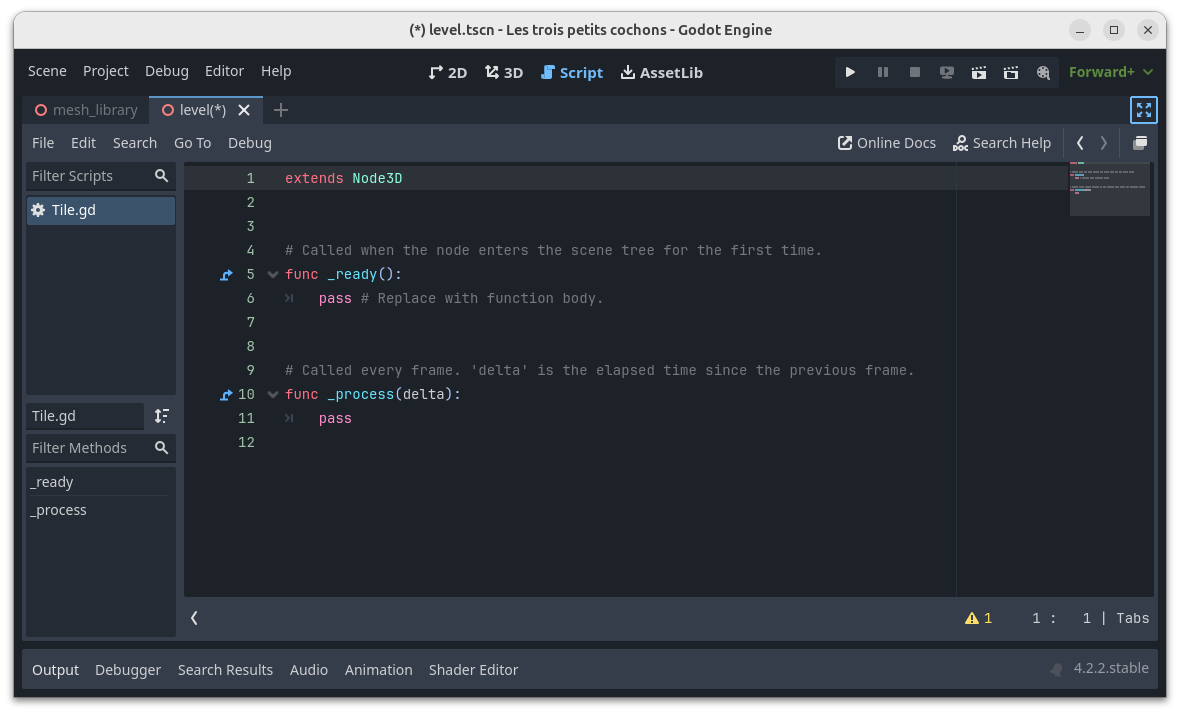 (*) level.tscn - Les trois petits cochons - Godot Engine
Scene Project Debug Editor Help 2D 3D Script AssetLib Forward+
mesh_library level(*)
File Edit Search Go To Debug Online Docs DOC Search Help
Filter Scripts
Tile.gd
Tile.gd
Filter Methods
_ready
_process
1 extends Node3D
2
3
4 # Called when the node enters the scene tree for the first time.
5 func _ready():
6 pass # Replace with function body.
7
8
9 # Called every frame. 'delta' is the elapsed time since the previous frame.
10 func _process(delta):
11 pass
12
1 1 : 1 | Tabs
Output Debugger Search Results Audio Animation Shader Editor 4.2.2.stable